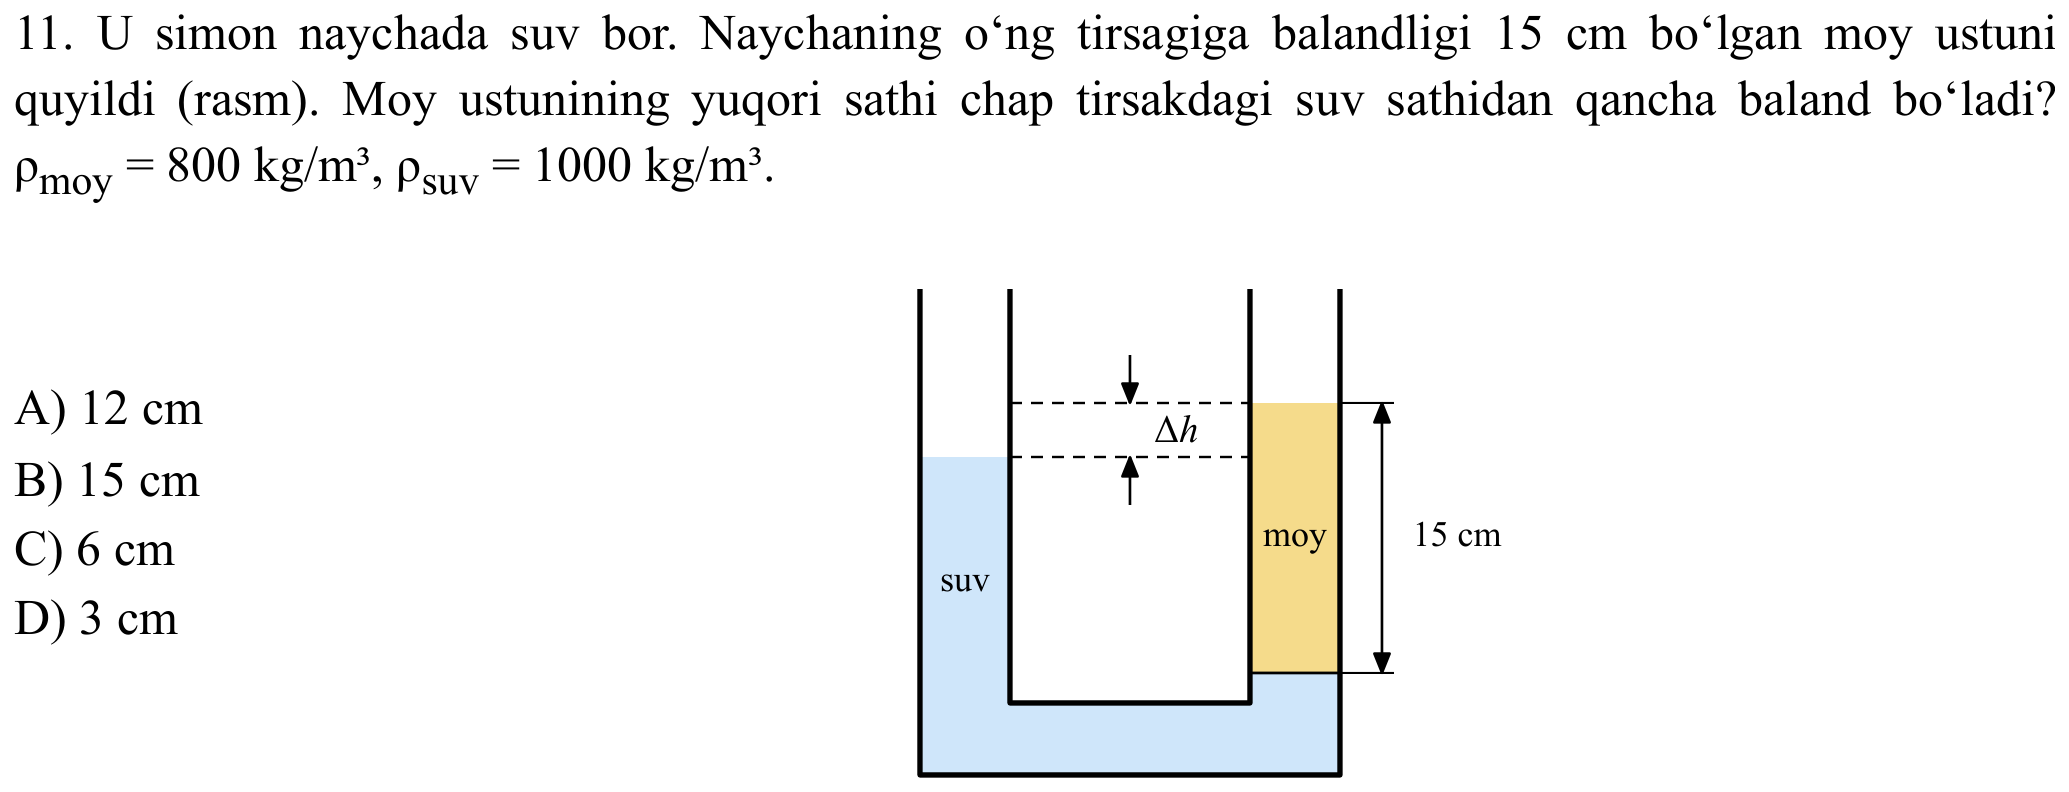 11. U simon naychada suv bor. Naychaning o‘ng tirsagiga balandligi 15 cm bo‘lgan moy ustuni
quyildi (rasm). Moy ustunining yuqori sathi chap tirsakdagi suv sathidan qancha baland bo‘ladi?
ρmoy = 800 kg/m³, ρsuv = 1000 kg/m³.
A) 12 cm
B) 15 cm
C) 6 cm
D) 3 cm
Δh
moy
15 cm
suv